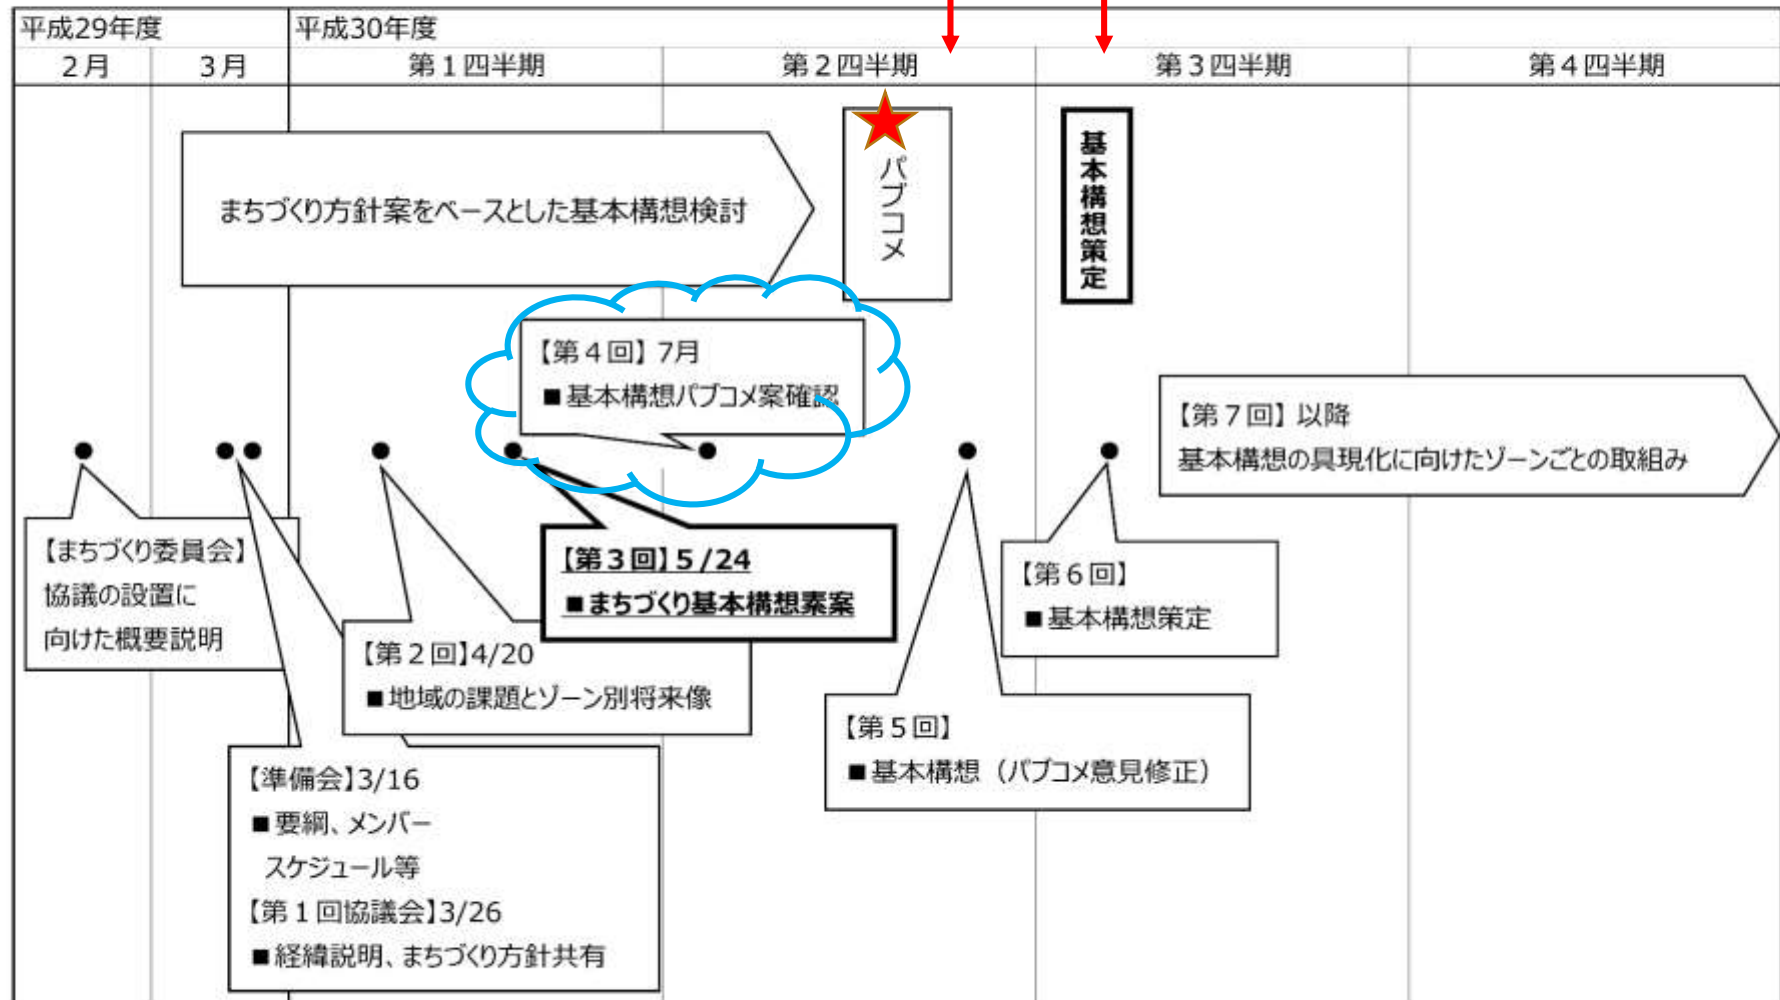 平成29年度
平成30年度
2月
3月
第1四半期
第2四半期
第3四半期
第4四半期
まちづくり方針案をベースとした基本構想検討
パブコメ
基本構想策定
【第4回】7月
■基本構想パブコメ案確認
【第7回】以降
基本構想の具現化に向けたゾーンごとの取組み
【まちづくり委員会】
協議の設置に
向けた概要説明
【第3回】5/24
■まちづくり基本構想素案
【第6回】
■基本構想策定
【第2回】4/20
■地域の課題とゾーン別将来像
【第5回】
■基本構想（パブコメ意見修正）
【準備会】3/16
■要綱、メンバー
スケジュール等
【第1回協議会】3/26
■経緯説明、まちづくり方針共有